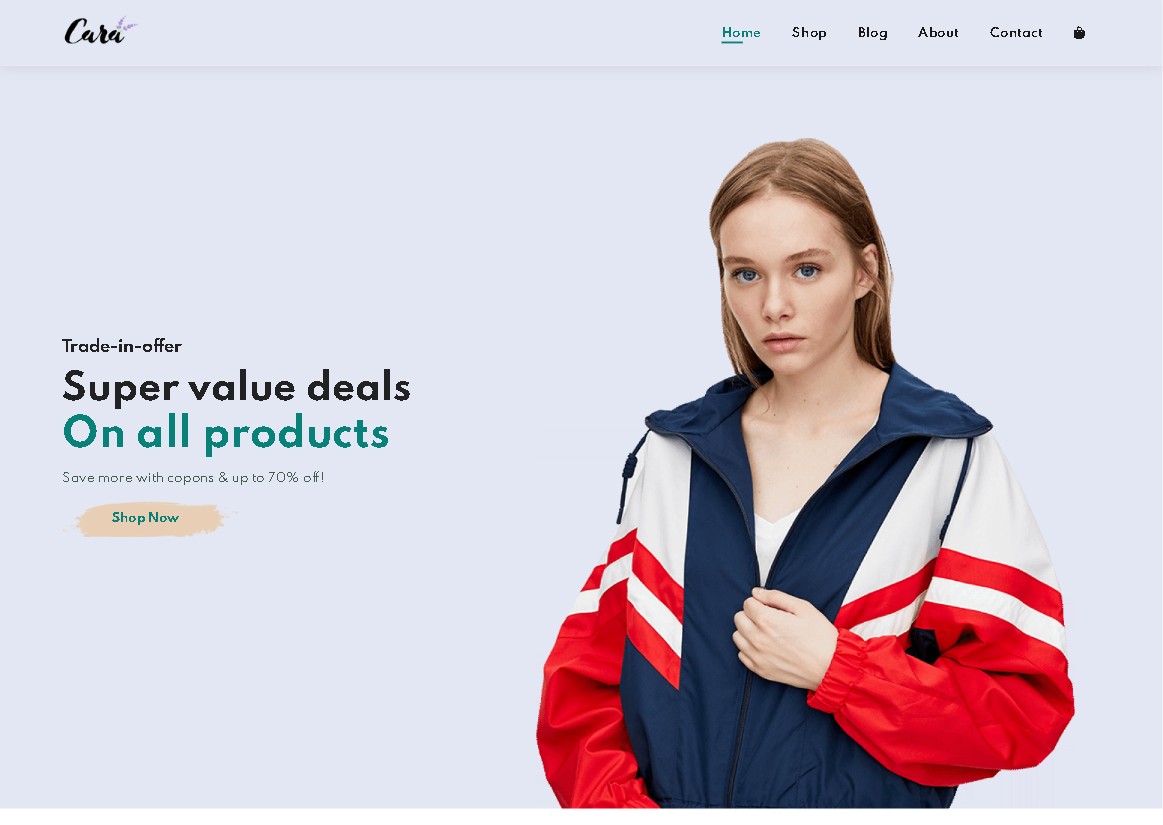 Cara
Home Shop Blog About Contact
Trade-in-offer
Super value deals
On all products
Save more with copons & up to 70% off!
Shop Now